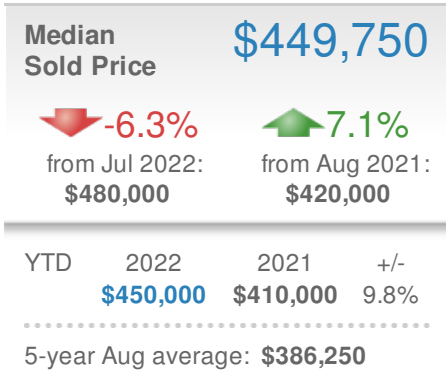 Median
Sold Price
$449,750
-6.3%
from Jul 2022:
$480,000
7.1%
from Aug 2021:
$420,000
YTD 2022 2021 +/-
$450,000 $410,000 9.8%
5-year Aug average: $386,250